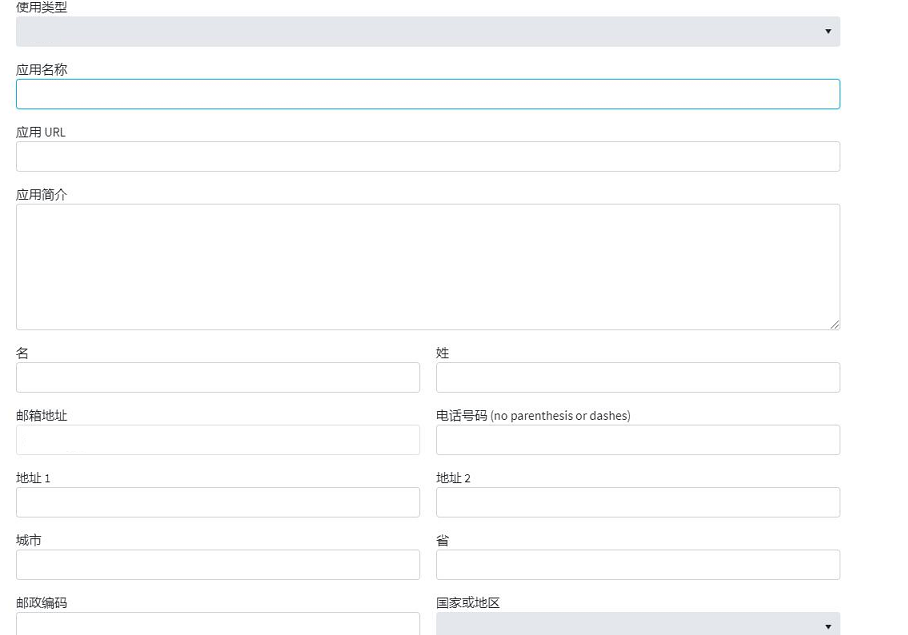 使用类型
应用名称
应用 URL
应用简介
名
姓
邮箱地址
电话号码 (no parenthesis or dashes)
地址 1
地址 2
城市
省
邮政编码
国家或地区